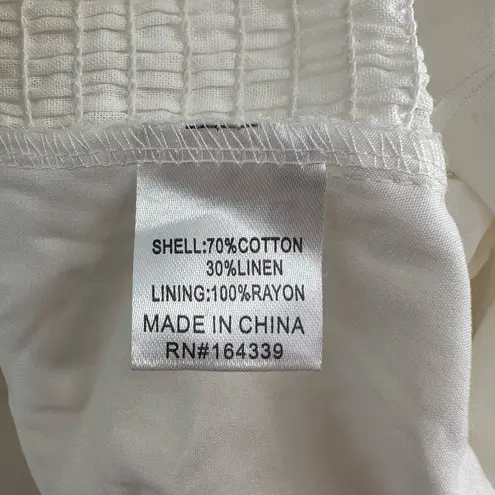 SHELL:70%COTTON
30%LINEN
LINING:100%RAYON
MADE IN CHINA
RN#164339